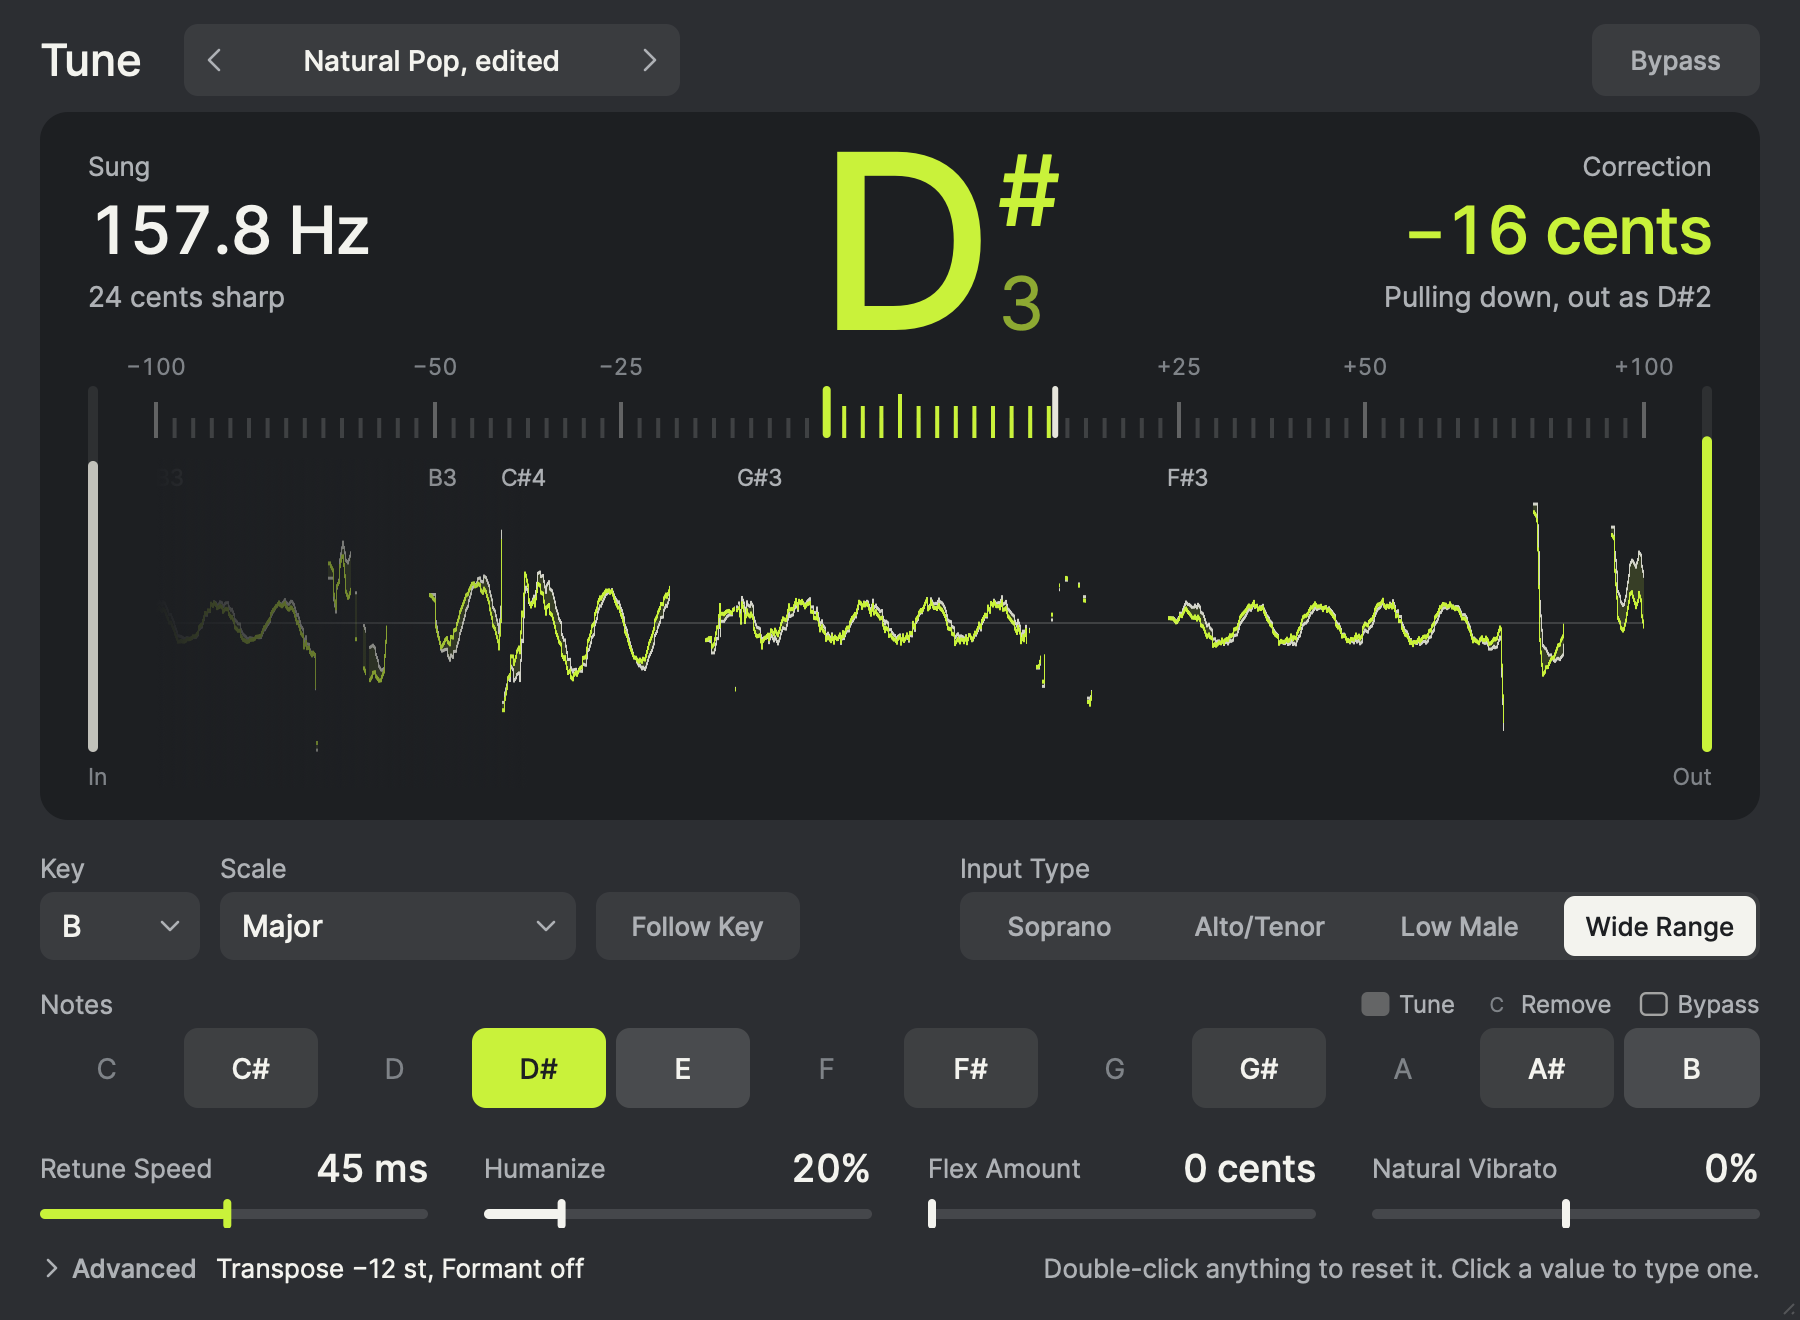 Tune
Natural Pop, edited
Bypass
Sung
157.8 Hz
24 cents sharp
D#
3
Correction
−16 cents
Pulling down, out as D#2
−100 −50 −25 +25 +50 +100
B3 C#4 G#3 F#3
In
Out
Key
B
Scale
Major
Follow Key
Input Type
Soprano Alto/Tenor Low Male Wide Range
Notes
Tune C Remove Bypass
C C# D D# E F F# G G# A A# B
Retune Speed 45 ms
Humanize 20%
Flex Amount 0 cents
Natural Vibrato 0%
Advanced Transpose −12 st, Formant off
Double-click anything to reset it. Click a value to type one.